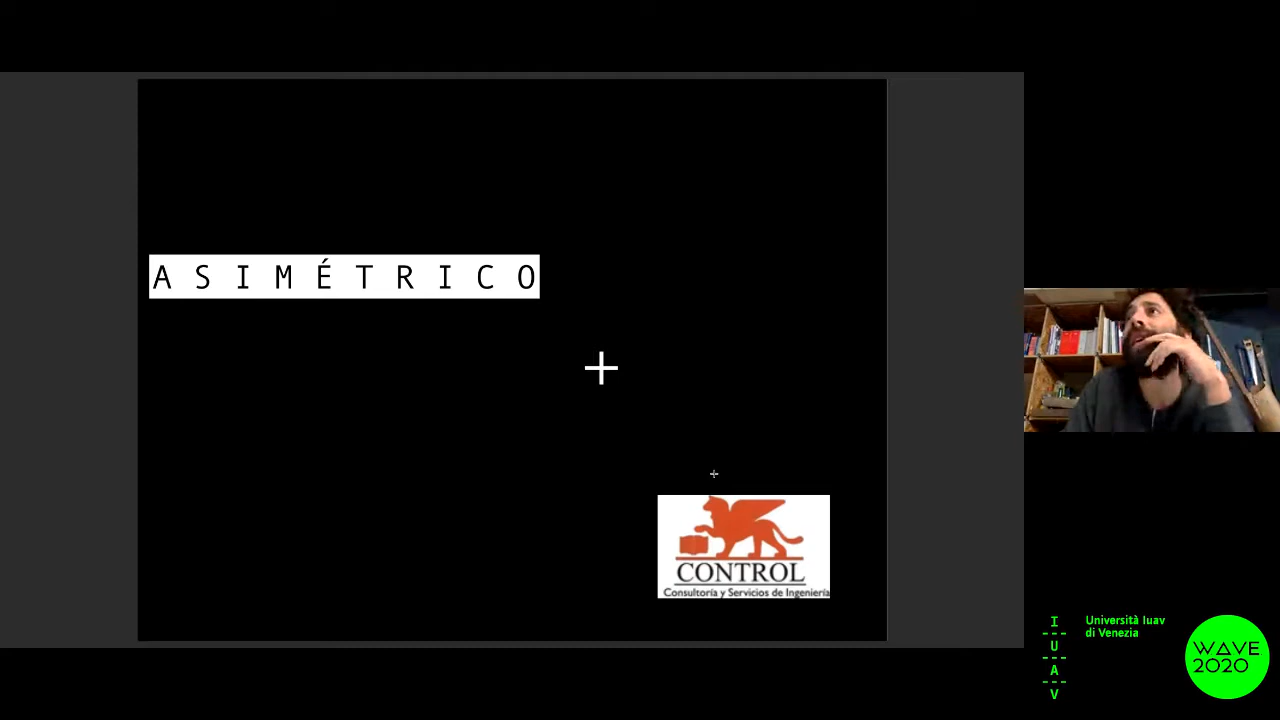 A S I M É T R I C O
+
CONTROL
Consultoría y Servicios de Ingeniería
I
U
A
V
Università Iuav
di Venezia
WAVE
2020